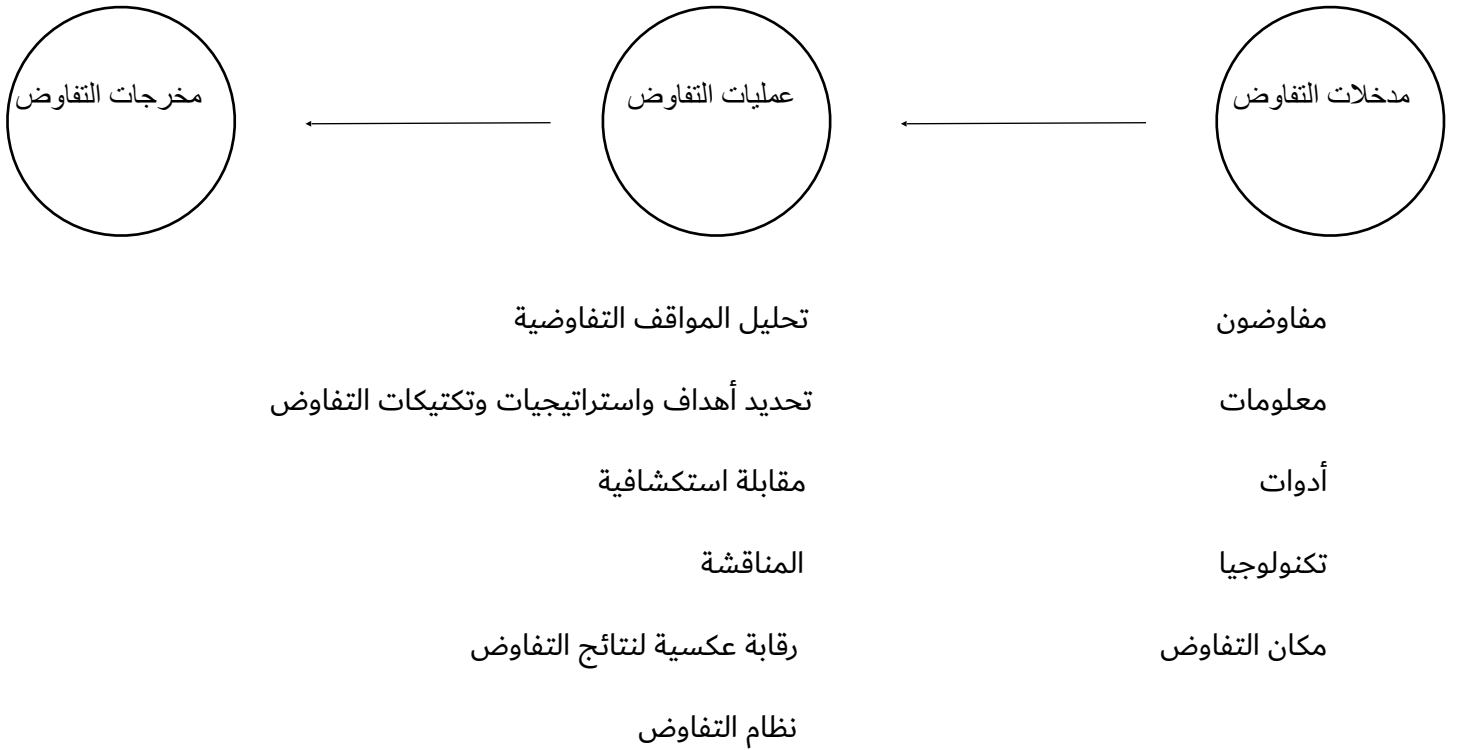 مدخلات التفاوض
عمليات التفاوض
مخرجات التفاوض
مفاوضون
تحليل المواقف التفاوضية
معلومات
تحديد أهداف واستراتيجيات وتكتيكات التفاوض
أدوات
مقابلة استكشافية
تكنولوجيا
المناقشة
مكان التفاوض
رقابة عكسية لنتائج التفاوض
نظام التفاوض